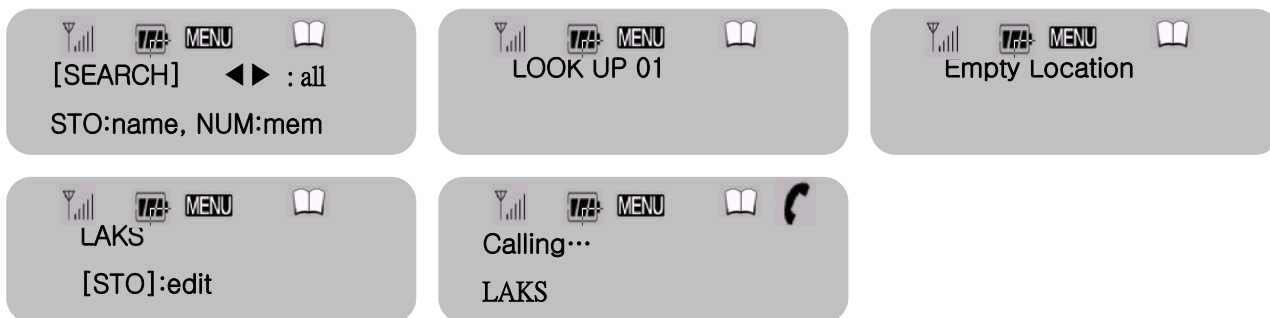 MENU
[SEARCH] ◀▶ : all
STO:name, NUM:mem
MENU
LOOK UP 01
MENU
Empty Location
MENU
LAKS
[STO]:edit
MENU
Calling…
LAKS